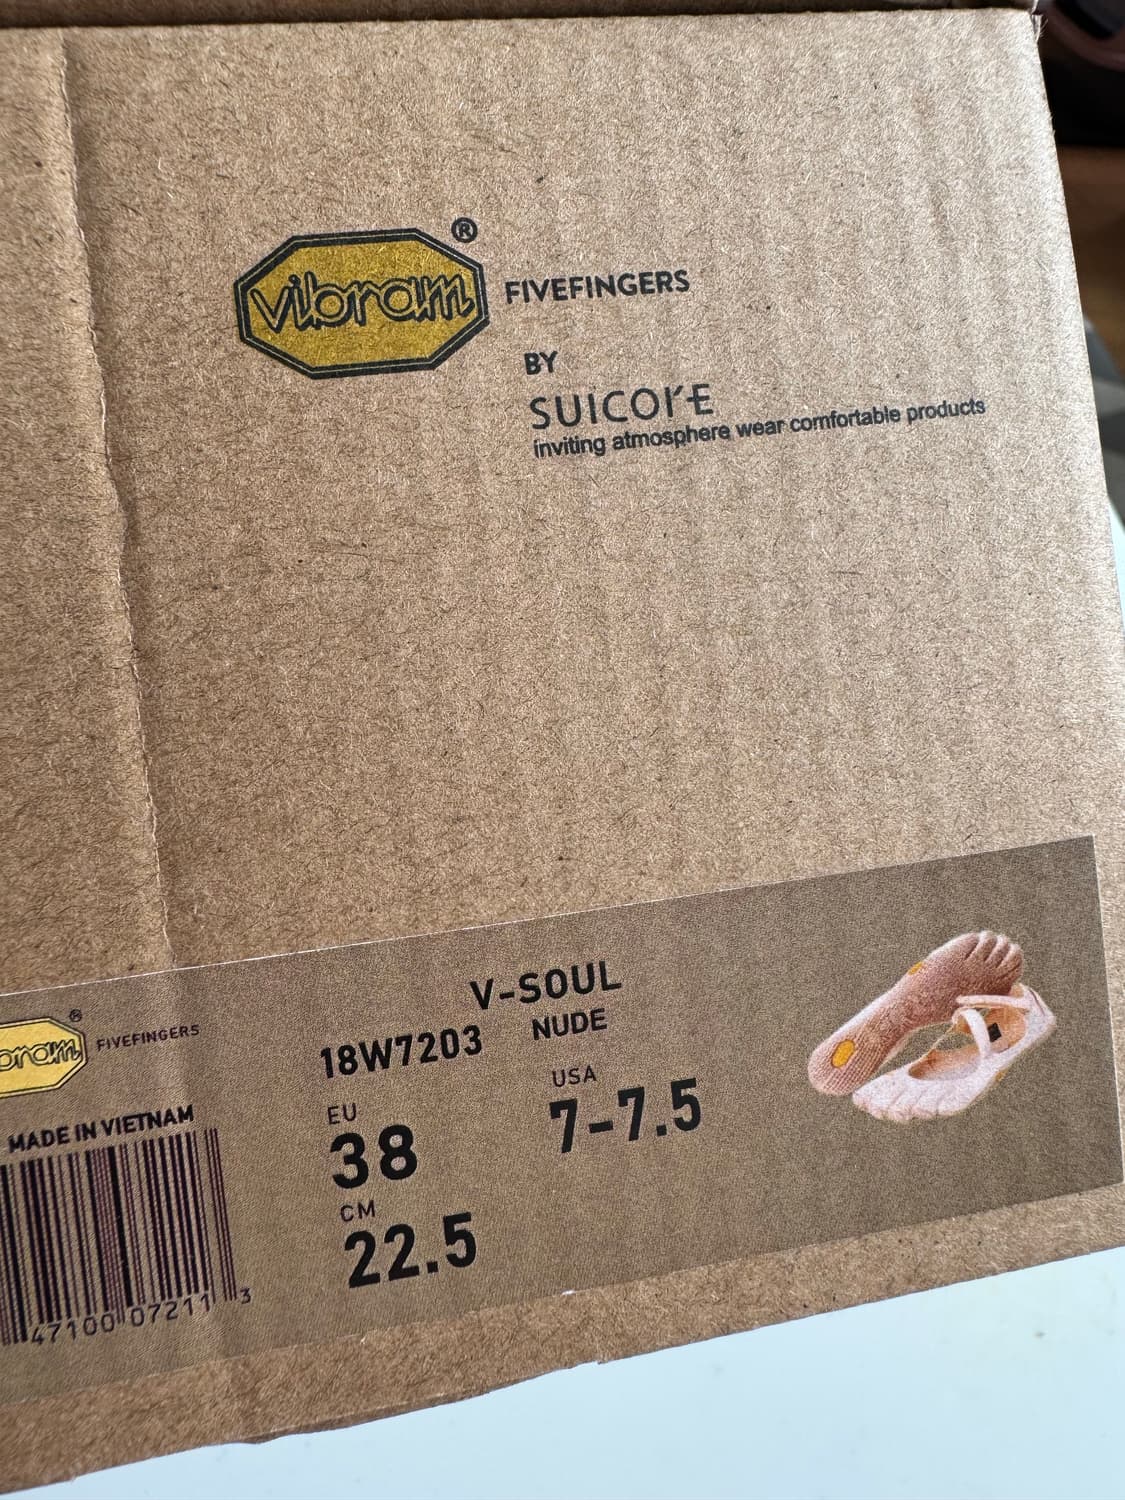 vibram® FIVEFINGERS
BY
SUICOKE
inviting atmosphere wear comfortable products
® FIVEFINGERS
MADE IN VIETNAM
47100 07211 3
V-SOUL
18W7203 NUDE
EU
38
USA
7-7.5
CM
22.5